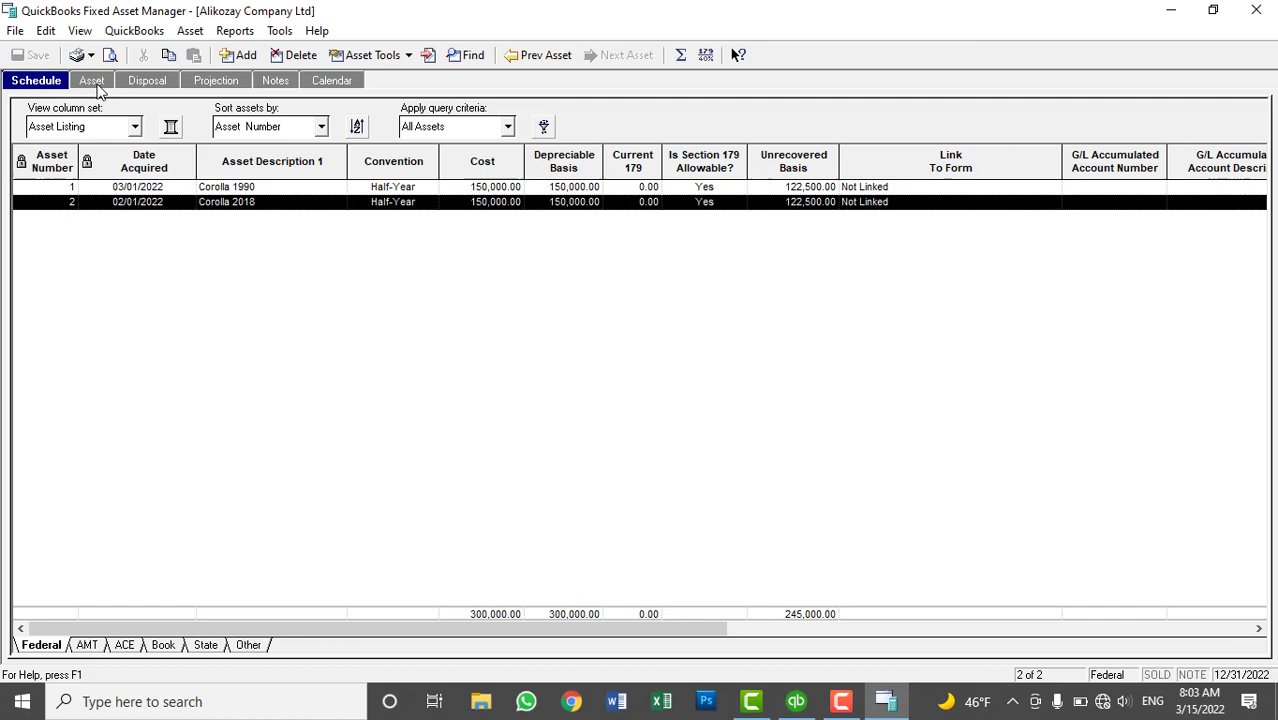 QuickBooks Fixed Asset Manager - [Alikozay Company Ltd]
File Edit View QuickBooks Asset Reports Tools Help
Save Add Delete Asset Tools Find Prev Asset Next Asset Σ 179 40%
Schedule Asset Disposal Projection Notes Calendar
View column set: Sort assets by: Apply query criteria:
Asset Listing Asset Number All Assets
Asset Date Asset Description 1 Convention Cost Depreciable Current Is Section 179 Unrecovered Link G/L Accumulated G/L Accumula
Number Acquired Basis 179 Allowable? Basis To Form Account Number Account Descri
1 03/01/2022 Corolla 1990 Half-Year 150,000.00 150,000.00 0.00 Yes 122,500.00 Not Linked
2 02/01/2022 Corolla 2018 Half-Year 150,000.00 150,000.00 0.00 Yes 122,500.00 Not Linked
300,000.00 300,000.00 0.00 245,000.00
Federal AMT ACE Book State Other
For Help, press F1 2 of 2 Federal SOLD NOTE 12/31/2022
Type here to search 46°F ENG 8:03 AM
3/15/2022